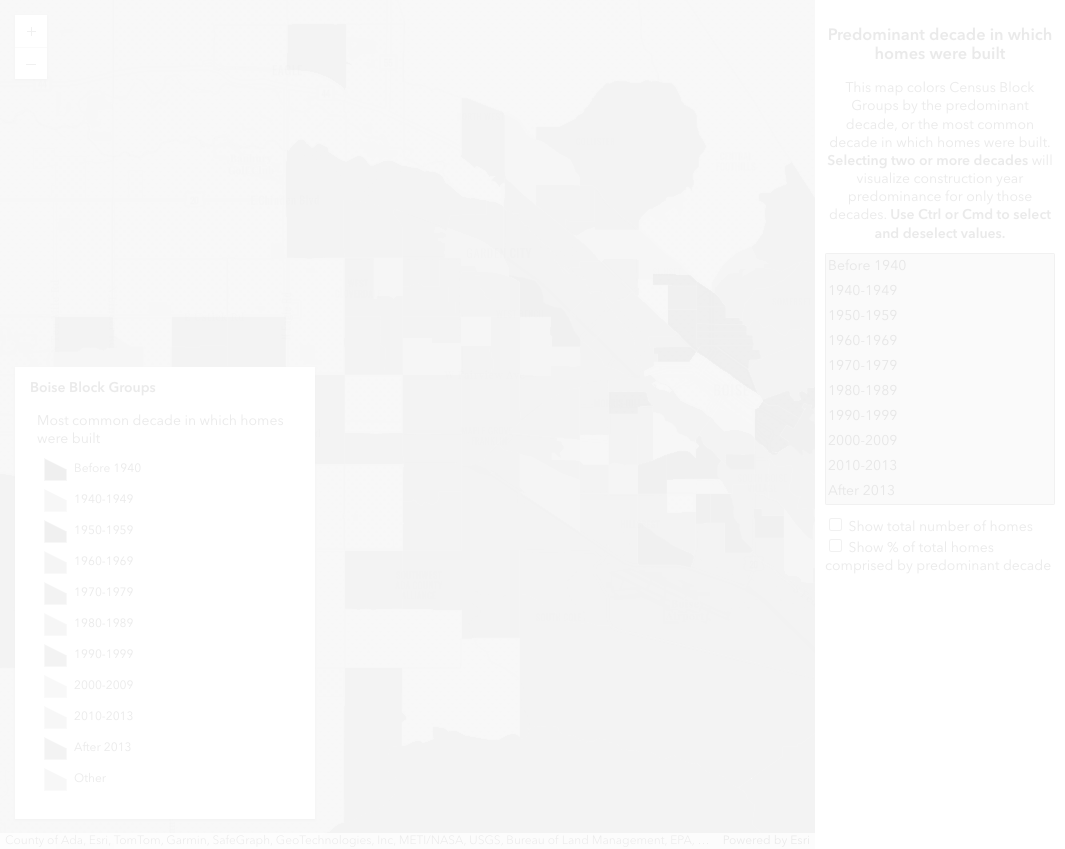 +
–
Predominant decade in which
homes were built
This map colors Census Block
Groups by the predominant
decade, or the most common
decade in which homes were built.
Selecting two or more decades will
visualize construction year
predominance for only those
decades. Use Ctrl or Cmd to select
and deselect values.
Before 1940
1940-1949
1950-1959
1960-1969
1970-1979
1980-1989
1990-1999
2000-2009
2010-2013
After 2013
Show total number of homes
Show % of total homes
comprised by predominant decade
Boise Block Groups
Most common decade in which homes
were built
Before 1940
1940-1949
1950-1959
1960-1969
1970-1979
1980-1989
1990-1999
2000-2009
2010-2013
After 2013
Other
County of Ada, Esri, TomTom, Garmin, SafeGraph, GeoTechnologies, Inc, METI/NASA, USGS, Bureau of Land Management, EPA,
Powered by Esri